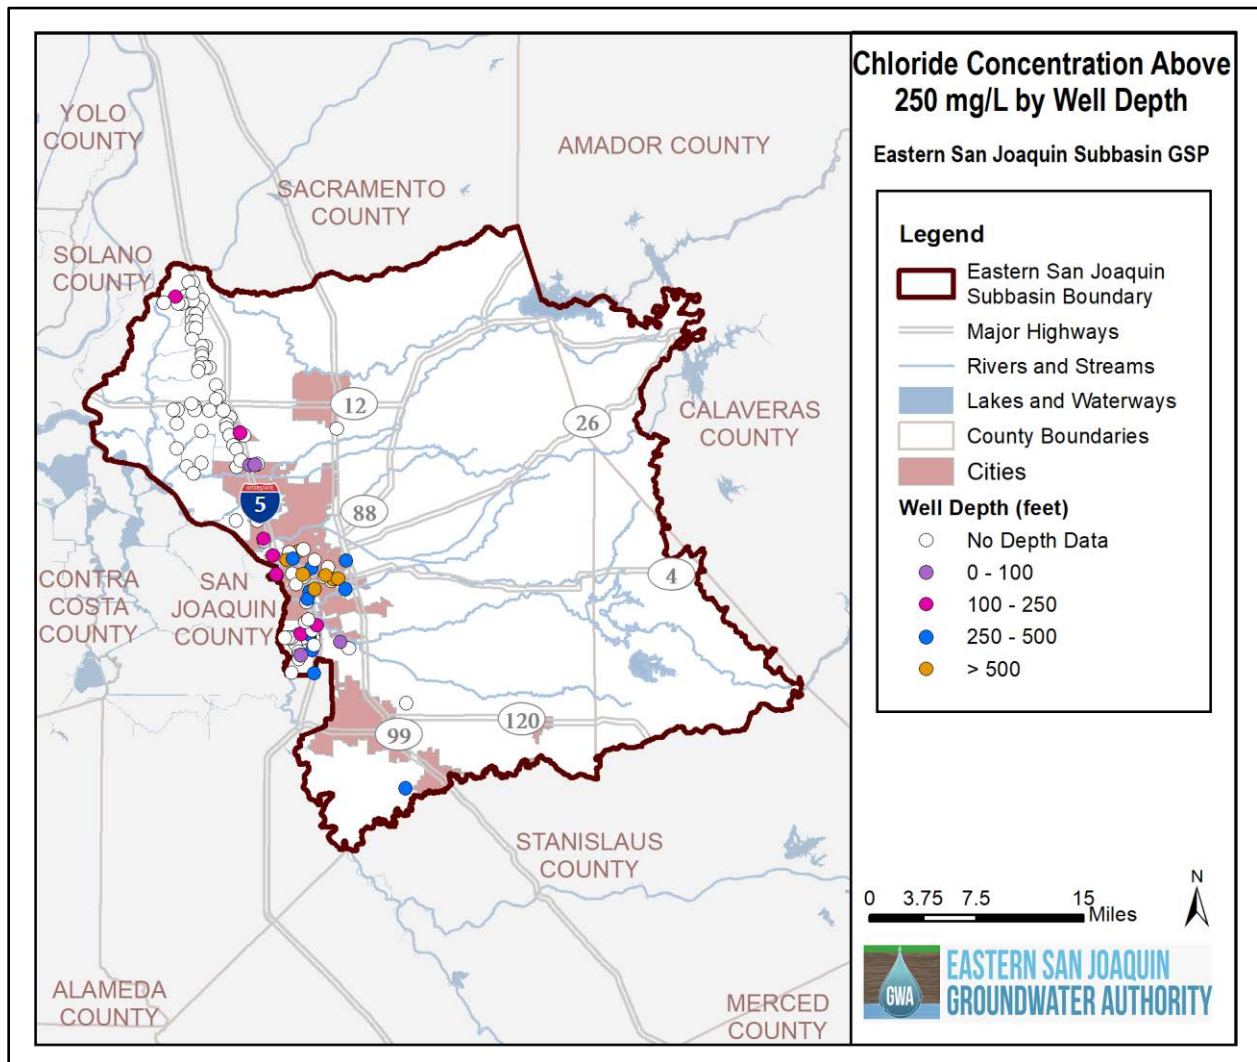 YOLO
COUNTY
AMADOR COUNTY
SACRAMENTO
COUNTY
SOLANO
COUNTY
12
26
CALAVERAS
COUNTY
INTERSTATE
5
88
4
CONTRA
COSTA
COUNTY
SAN
JOAQUIN
COUNTY
120
99
STANISLAUS
COUNTY
ALAMEDA
COUNTY
MERCED
COUNTY
Chloride Concentration Above
250 mg/L by Well Depth
Eastern San Joaquin Subbasin GSP
Legend
Eastern San Joaquin
Subbasin Boundary
Major Highways
Rivers and Streams
Lakes and Waterways
County Boundaries
Cities
Well Depth (feet)
No Depth Data
0 - 100
100 - 250
250 - 500
> 500
N
0 3.75 7.5 15
Miles
GWA
EASTERN SAN JOAQUIN
GROUNDWATER AUTHORITY